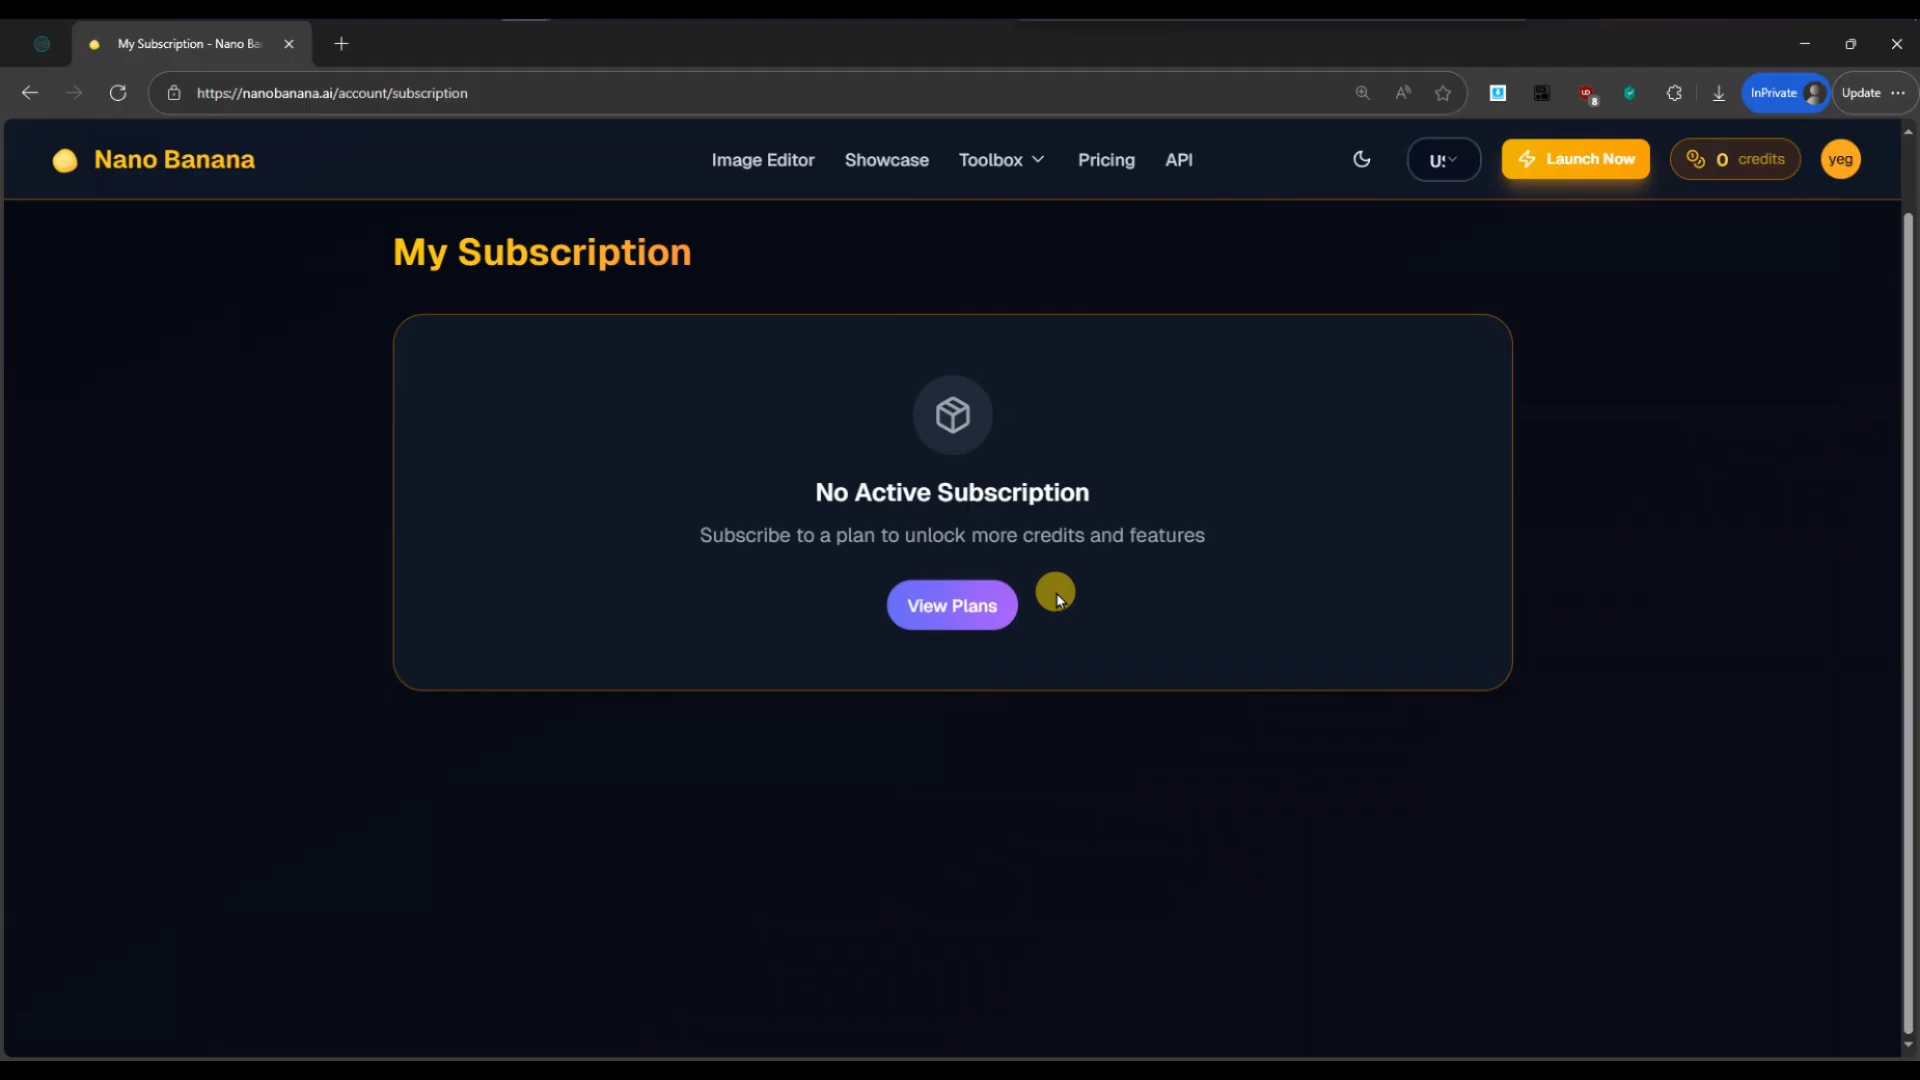 My Subscription - Nano Ba
https://nanobanana.ai/account/subscription
InPrivate
Update
Nano Banana
Image Editor
Showcase
Toolbox
Pricing
API
Launch Now
0 credits
yeg
My Subscription
No Active Subscription
Subscribe to a plan to unlock more credits and features
View Plans